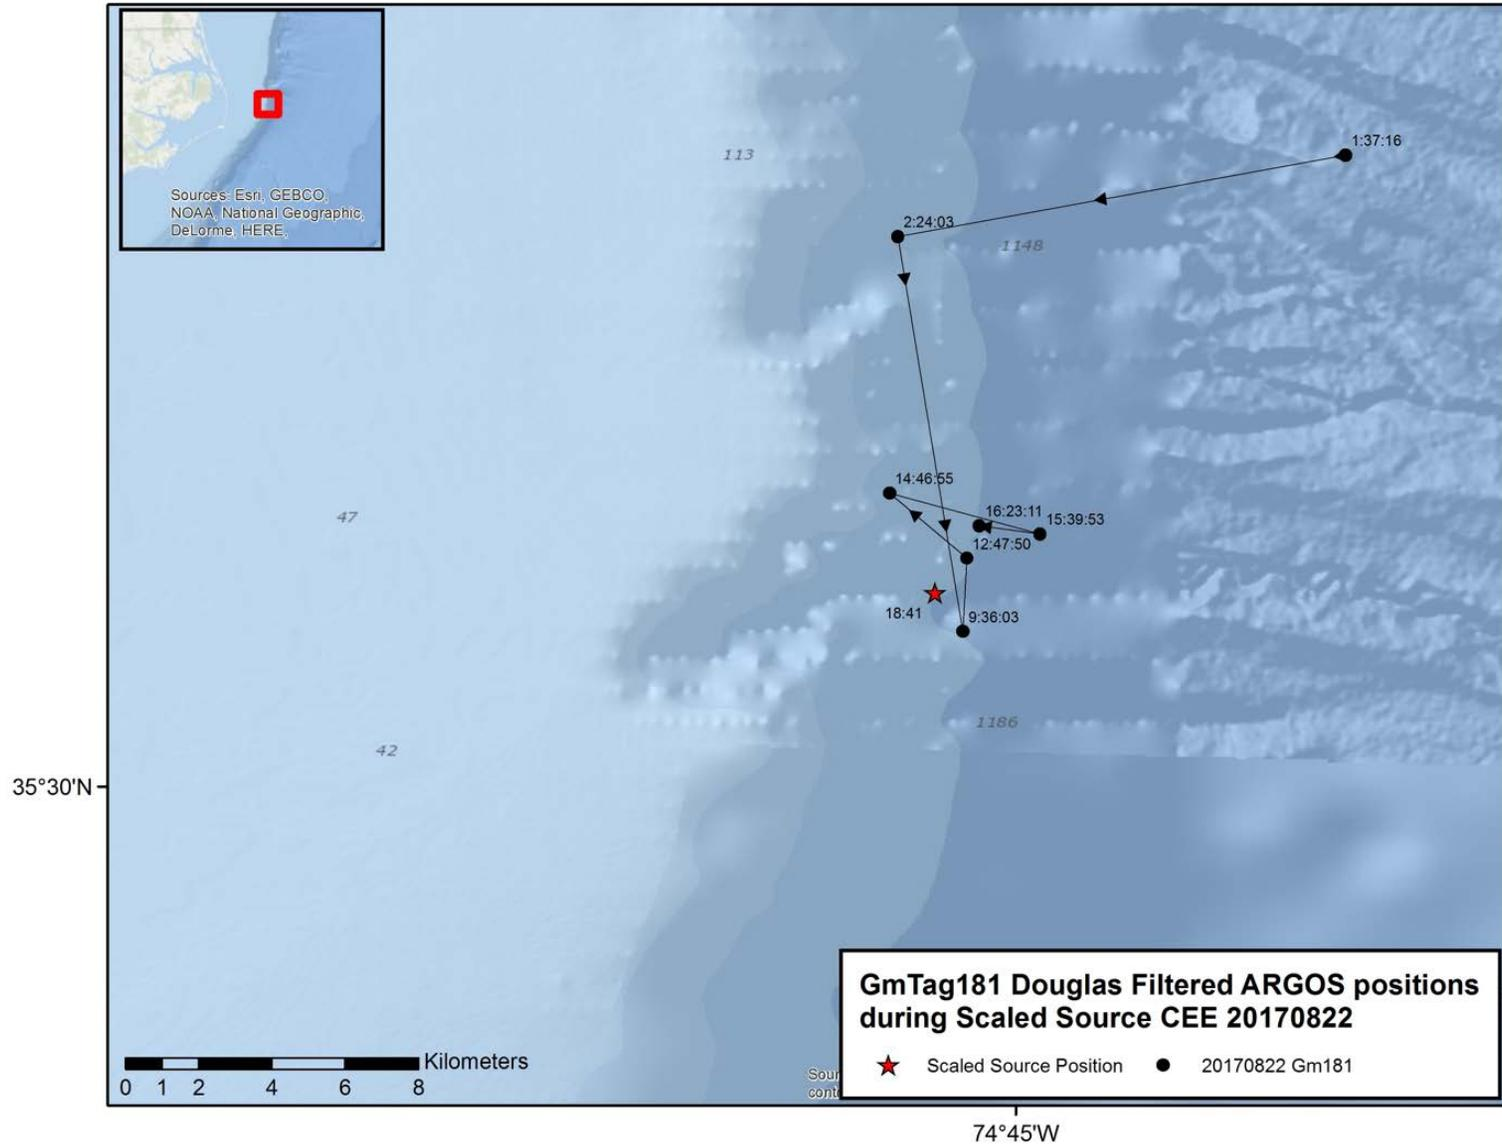 Sources: Esri, GEBCO,
NOAA, National Geographic,
DeLorme, HERE,
113
1:37:16
2:24:03
1148
14:46:55
47
16:23:11
15:39:53
12:47:50
18:41
9:36:03
1186
42
35°30'N
GmTag181 Douglas Filtered ARGOS positions
during Scaled Source CEE 20170822
Scaled Source Position
20170822 Gm181
Kilometers
0 1 2 4 6 8
74°45'W